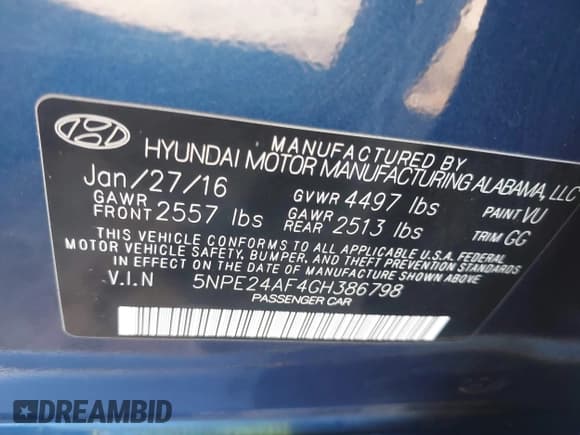 MANUFACTURED BY
HYUNDAI MOTOR MANUFACTURING ALABAMA, LLC
Jan/27/16 GVWR 4497 lbs PAINT VU
GAWR FRONT 2557 lbs GAWR REAR 2513 lbs TRIM GG
THIS VEHICLE CONFORMS TO ALL APPLICABLE U.S.A. FEDERAL
MOTOR VEHICLE SAFETY, BUMPER, AND THEFT PREVENTION STANDARDS
IN EFFECT ON THE DATE OF MANUFACTURE SHOWN ABOVE
V.I.N 5NPE24AF4GH386798
PASSENGER CAR
DREAMBID